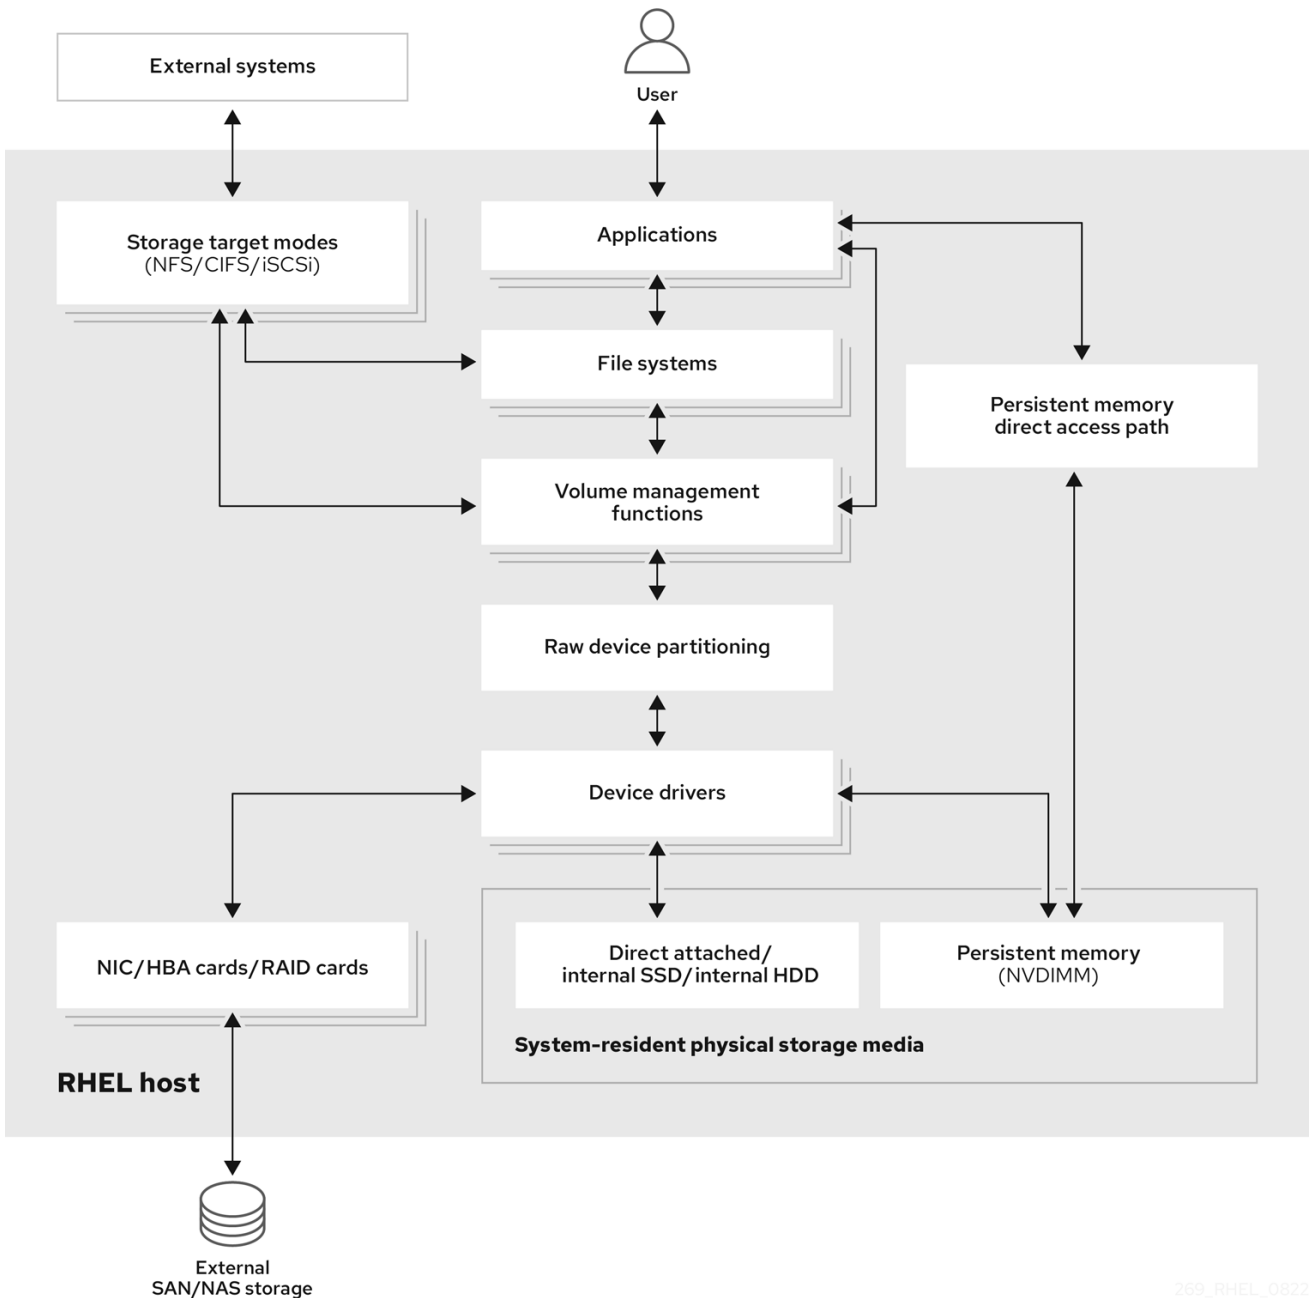 External systems
User
Storage target modes
(NFS/CIFS/iSCSi)
Applications
File systems
Persistent memory
direct access path
Volume management
functions
Raw device partitioning
Device drivers
NIC/HBA cards/RAID cards
Direct attached/
internal SSD/internal HDD
Persistent memory
(NVDIMM)
System-resident physical storage media
RHEL host
External
SAN/NAS storage
269_RHEL_0822